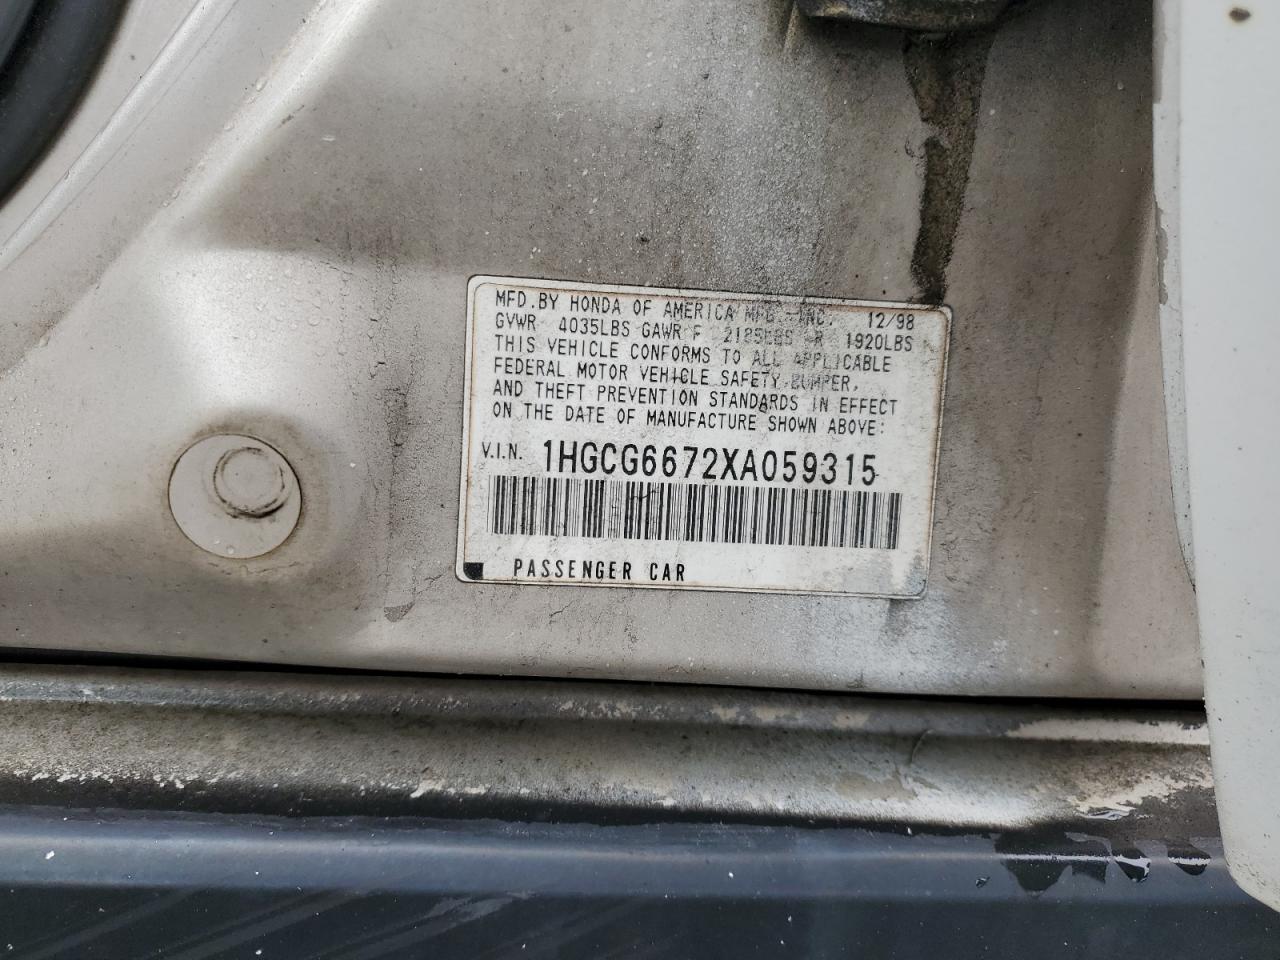 MFD.BY HONDA OF AMERICA MFG.,INC. 12/98
GVWR 4035LBS GAWR F 2185LBS R 1920LBS
THIS VEHICLE CONFORMS TO ALL APPLICABLE
FEDERAL MOTOR VEHICLE SAFETY,BUMPER,
AND THEFT PREVENTION STANDARDS IN EFFECT
ON THE DATE OF MANUFACTURE SHOWN ABOVE:
V.I.N. 1HGCG6672XA059315
PASSENGER CAR